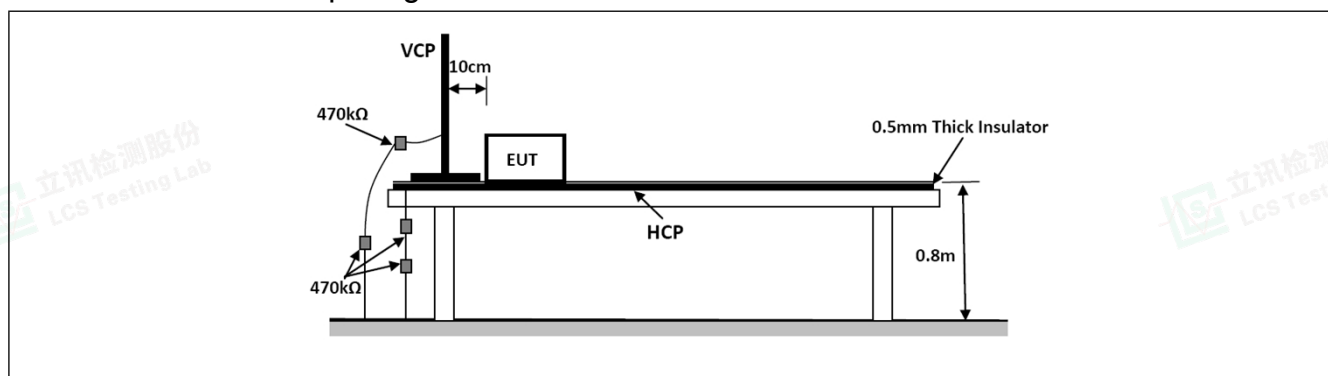 VCP
10cm
470kΩ
0.5mm Thick Insulator
EUT
立讯检测股份
LCS Testing Lab
立讯检测
LCS Test
HCP
0.8m
470kΩ